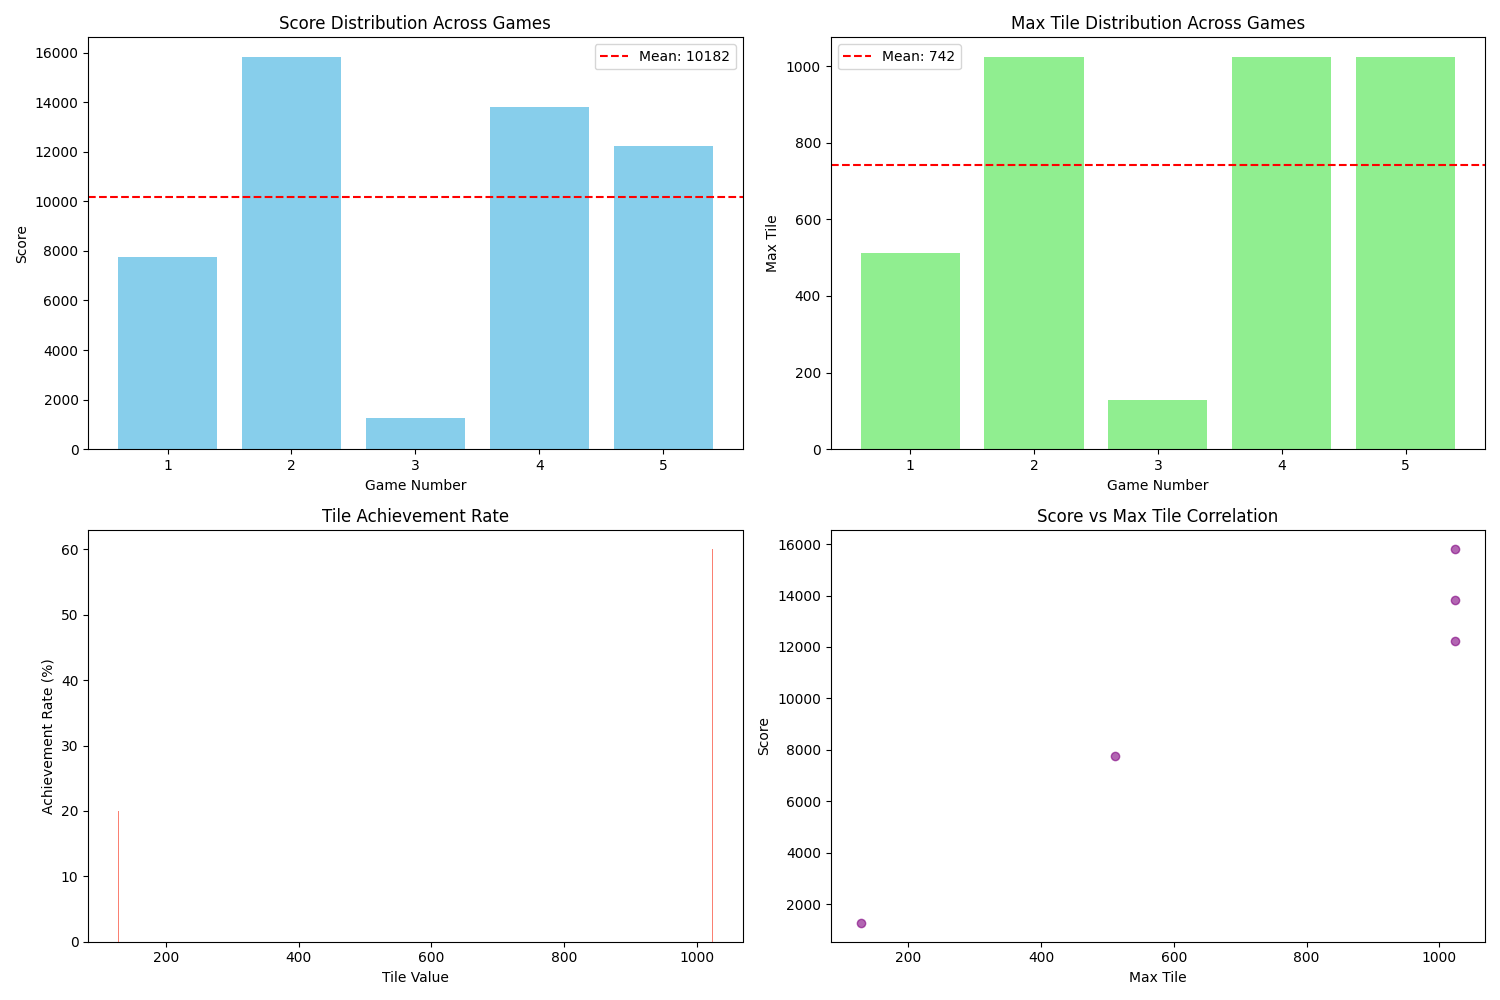 Score Distribution Across Games
Mean: 10182
16000
14000
12000
10000
8000
6000
4000
2000
0
Score
1 2 3 4 5
Game Number
Max Tile Distribution Across Games
Mean: 742
1000
800
600
400
200
0
Max Tile
1 2 3 4 5
Game Number
Tile Achievement Rate
60
50
40
30
20
10
0
Achievement Rate (%)
200 400 600 800 1000
Tile Value
Score vs Max Tile Correlation
16000
14000
12000
10000
8000
6000
4000
2000
Score
200 400 600 800 1000
Max Tile